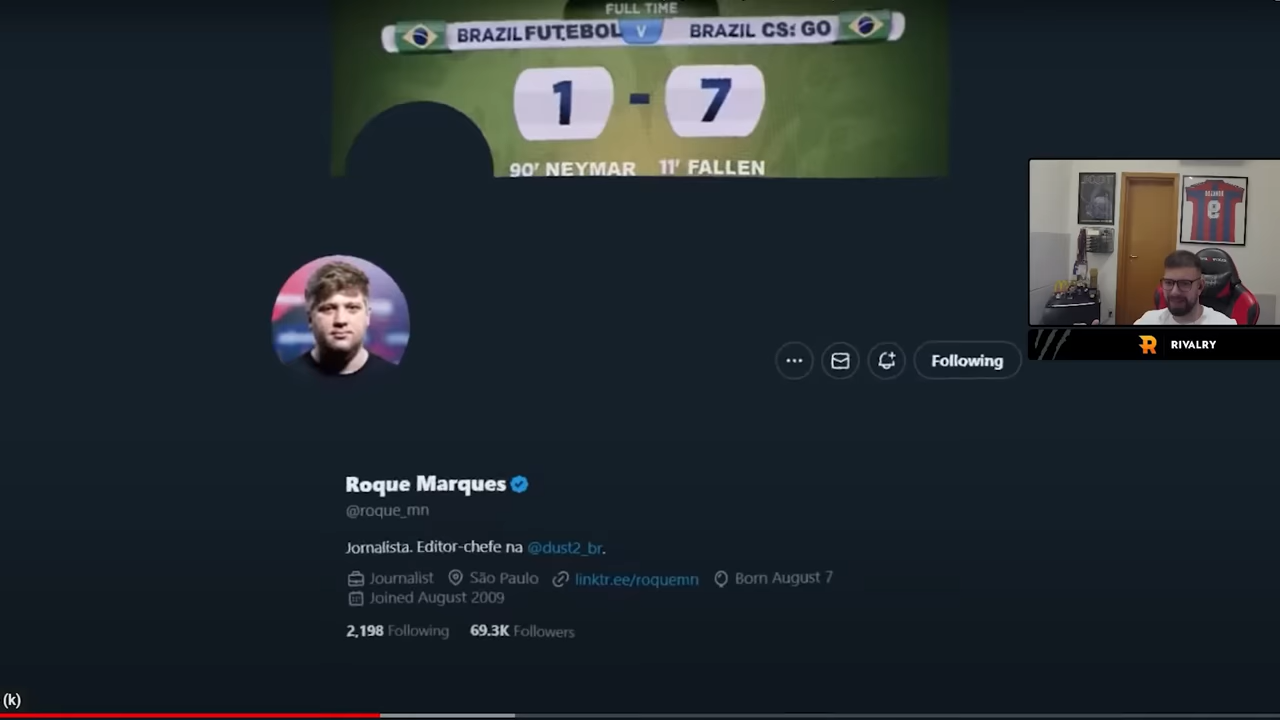 FULL TIME
BRAZIL FUTEBOL V BRAZIL CS:GO
1 - 7
90' NEYMAR 11' FALLEN
9
RIVALRY
Following
Roque Marques
@roque_mn
Jornalista. Editor-chefe na @dust2_br.
Journalist São Paulo linktr.ee/roquemn Born August 7
Joined August 2009
2,198 Following 69.3K Followers
(k)